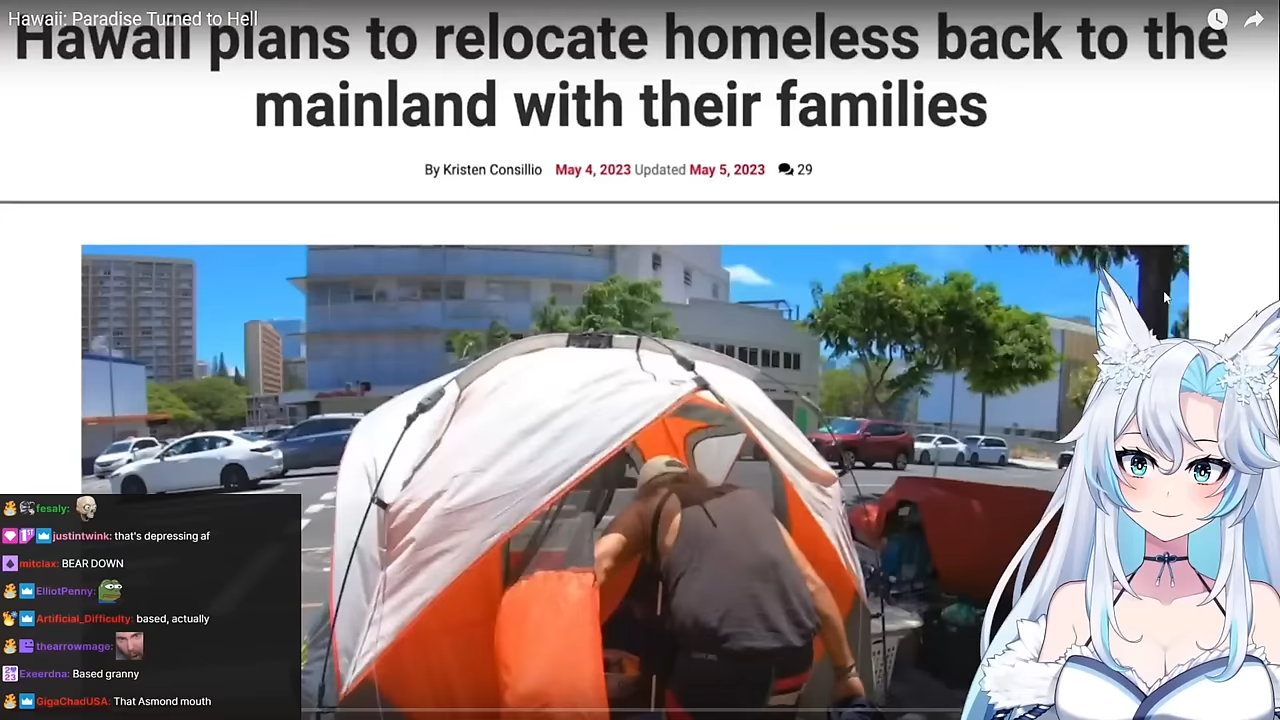 Hawaii: Paradise Turned to Hell
Hawaii plans to relocate homeless back to the
mainland with their families
By Kristen Consillio May 4, 2023 Updated May 5, 2023 29
fesaly:
justintwink: that's depressing af
mitclax: BEAR DOWN
ElliotPenny:
Artificial_Difficulty: based, actually
thearrowmage:
Exeerdna: Based granny
GigaChadUSA: That Asmond mouth